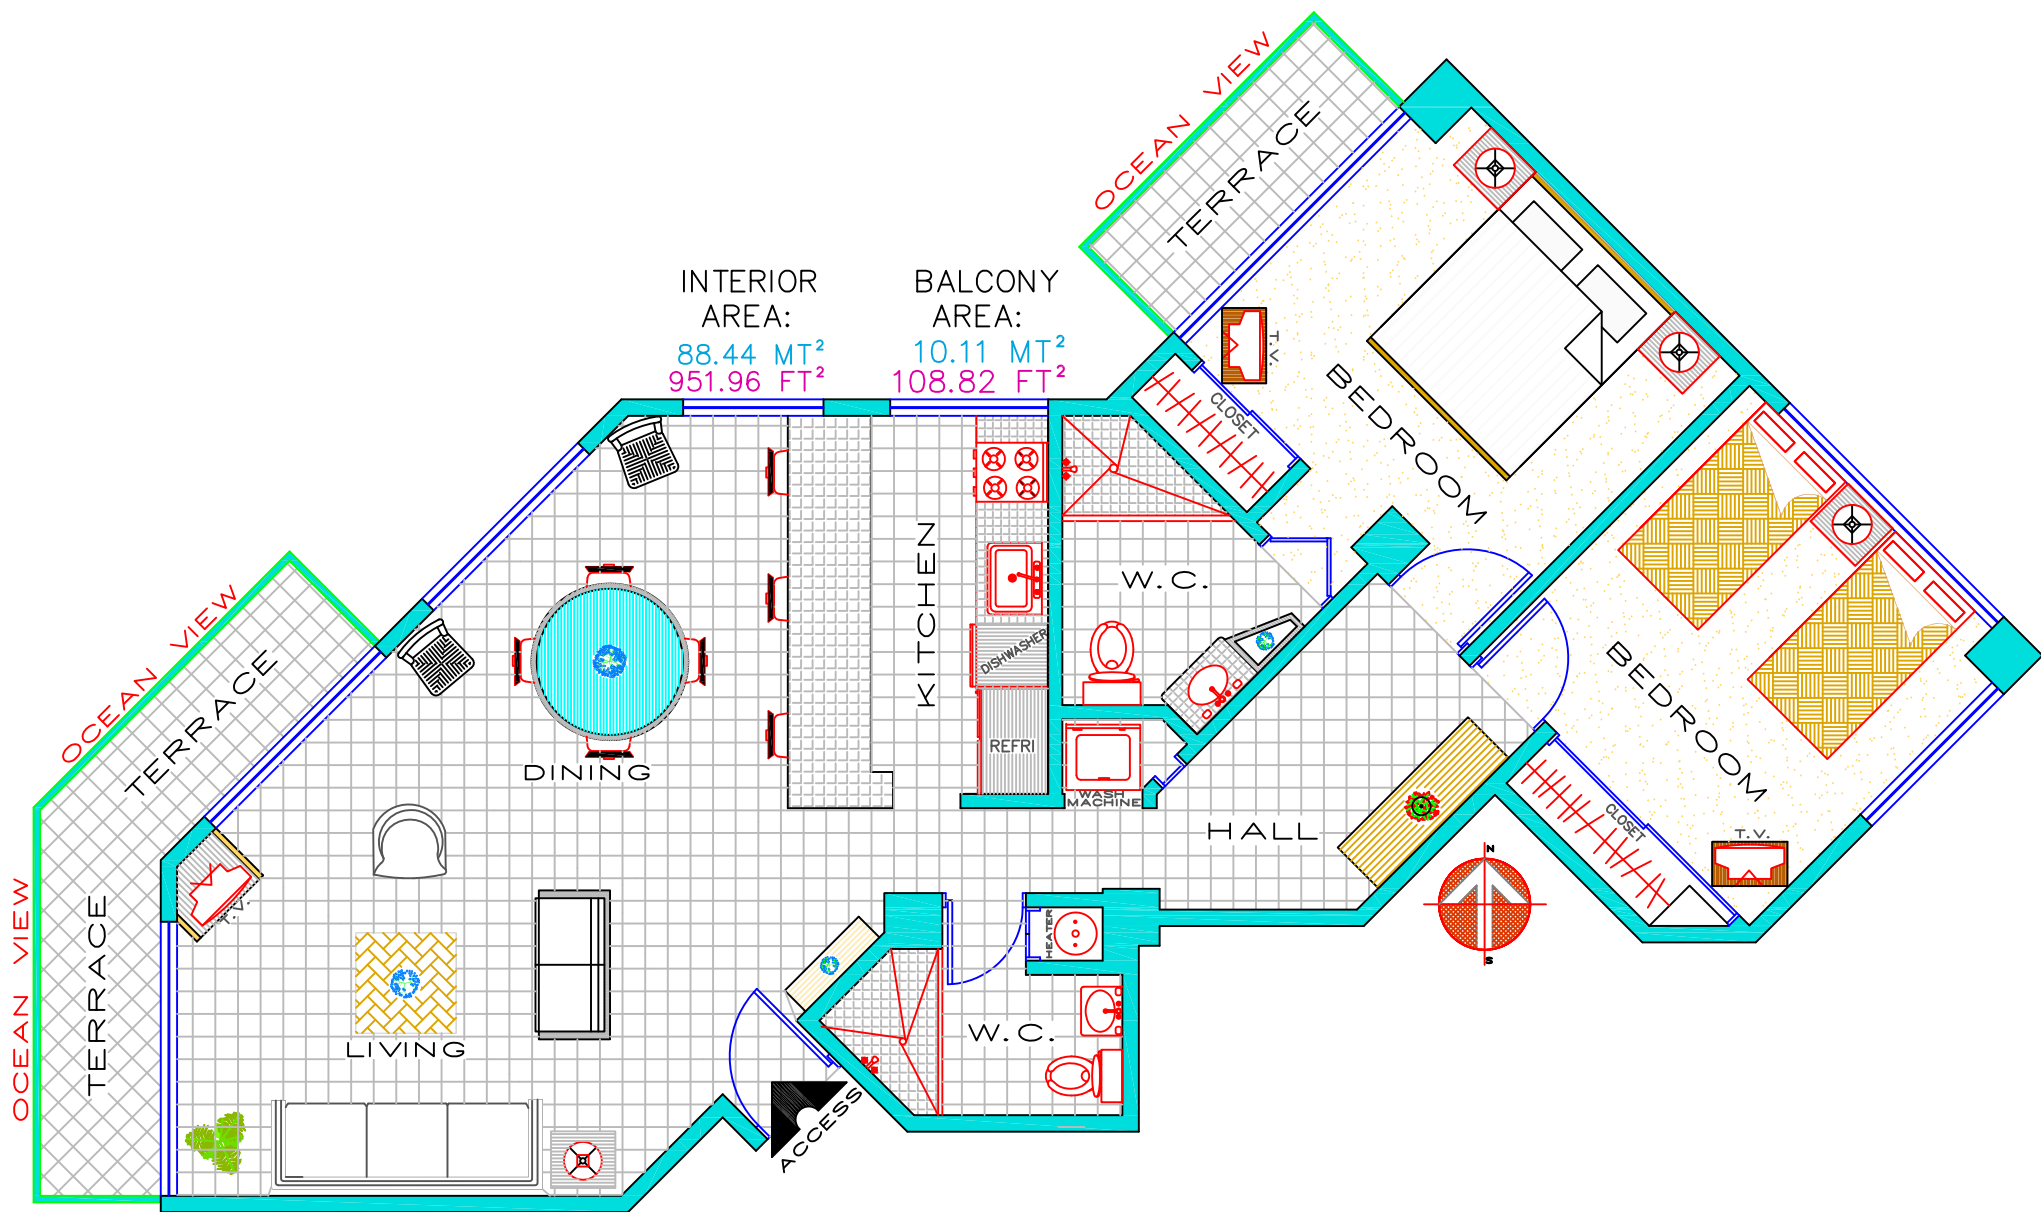 OCEAN VIEW
TERRACE
INTERIOR
AREA:
88.44 MT²
951.96 FT²
BALCONY
AREA:
10.11 MT²
108.82 FT²
T.V.
CLOSET
BEDROOM
OCEAN VIEW
TERRACE
KITCHEN
DISHWASHER
REFRI
W.C.
WASH
MACHINE
DINING
BEDROOM
CLOSET
T.V.
HALL
N
S
OCEAN VIEW
TERRACE
T.V.
LIVING
HEATER
W.C.
ACCESS